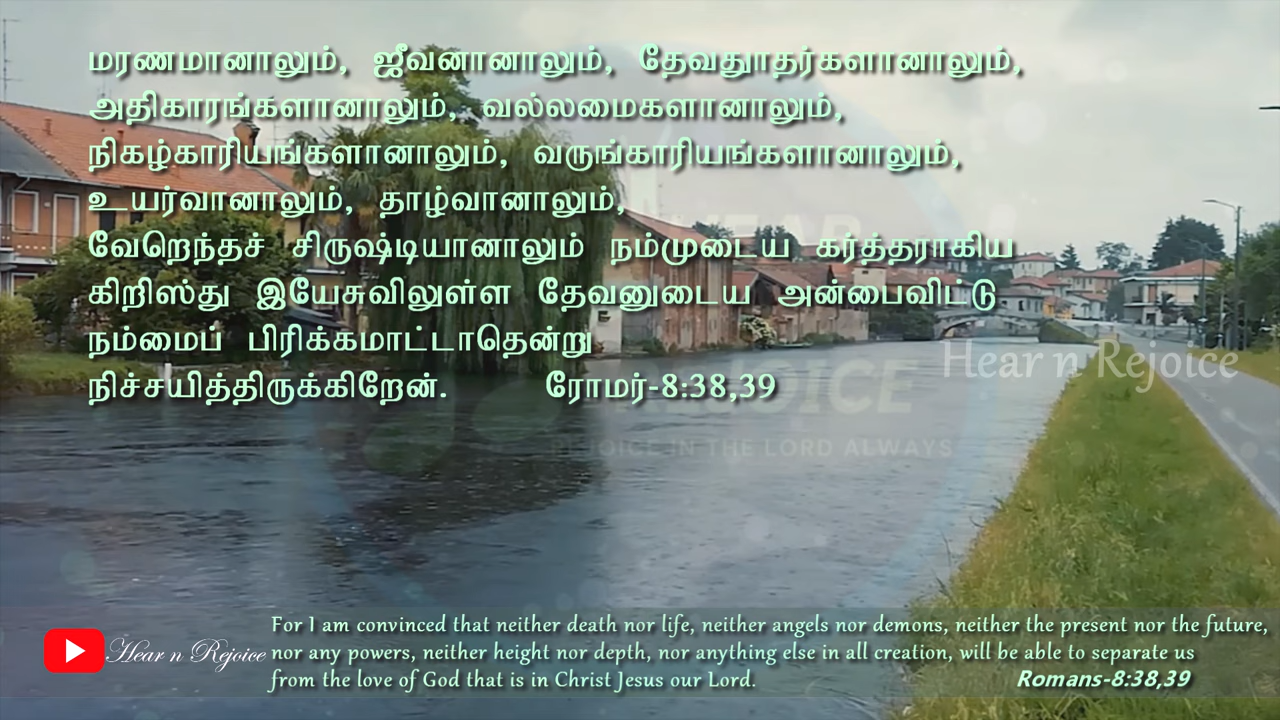 மரணமானாலும், ஜீவனானாலும், தேவதூதர்களானாலும்,
அதிகாரங்களானாலும், வல்லமைகளானாலும்,
நிகழ்காரியங்களானாலும், வருங்காரியங்களானாலும்,
உயர்வானாலும், தாழ்வானாலும்,
வேறெந்தச் சிருஷ்டியானாலும் நம்முடைய கர்த்தராகிய
கிறிஸ்து இயேசுவிலுள்ள தேவனுடைய அன்பைவிட்டு
நம்மைப் பிரிக்கமாட்டாதென்று
நிச்சயித்திருக்கிறேன். ரோமர்-8:38,39
HEAR
Hear n Rejoice
REJOICE
REJOICE IN THE LORD ALWAYS
Hear n Rejoice
For I am convinced that neither death nor life, neither angels nor demons, neither the present nor the future,
nor any powers, neither height nor depth, nor anything else in all creation, will be able to separate us
from the love of God that is in Christ Jesus our Lord. Romans-8:38,39